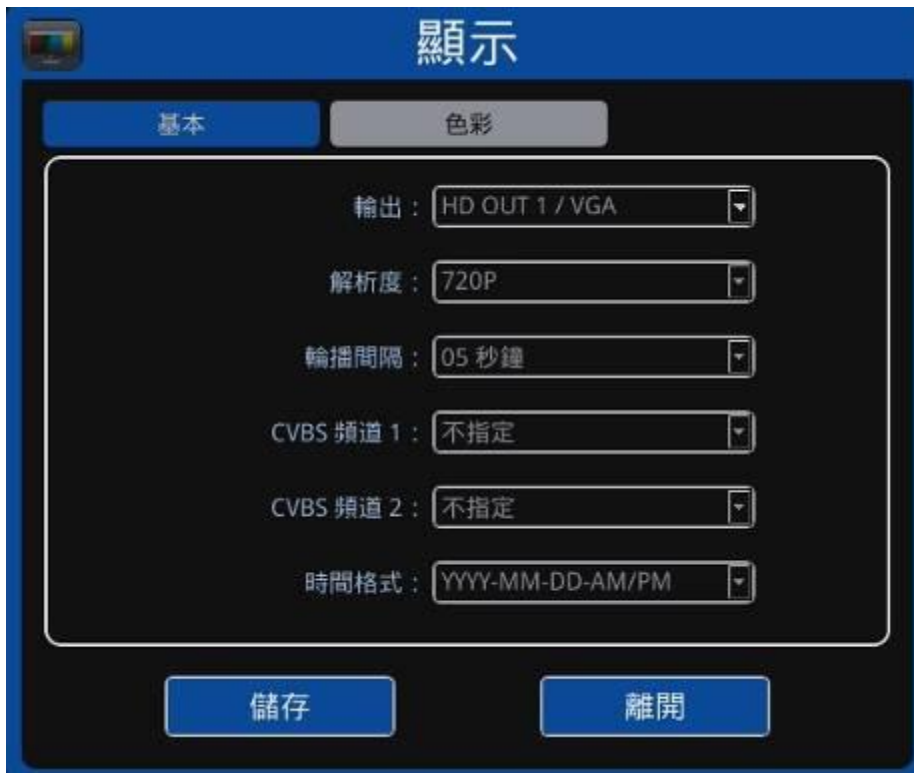 顯示
基本 色彩
輸出： HD OUT 1 / VGA
解析度： 720P
輪播間隔： 05 秒鐘
CVBS 頻道 1： 不指定
CVBS 頻道 2： 不指定
時間格式： YYYY-MM-DD-AM/PM
儲存 離開